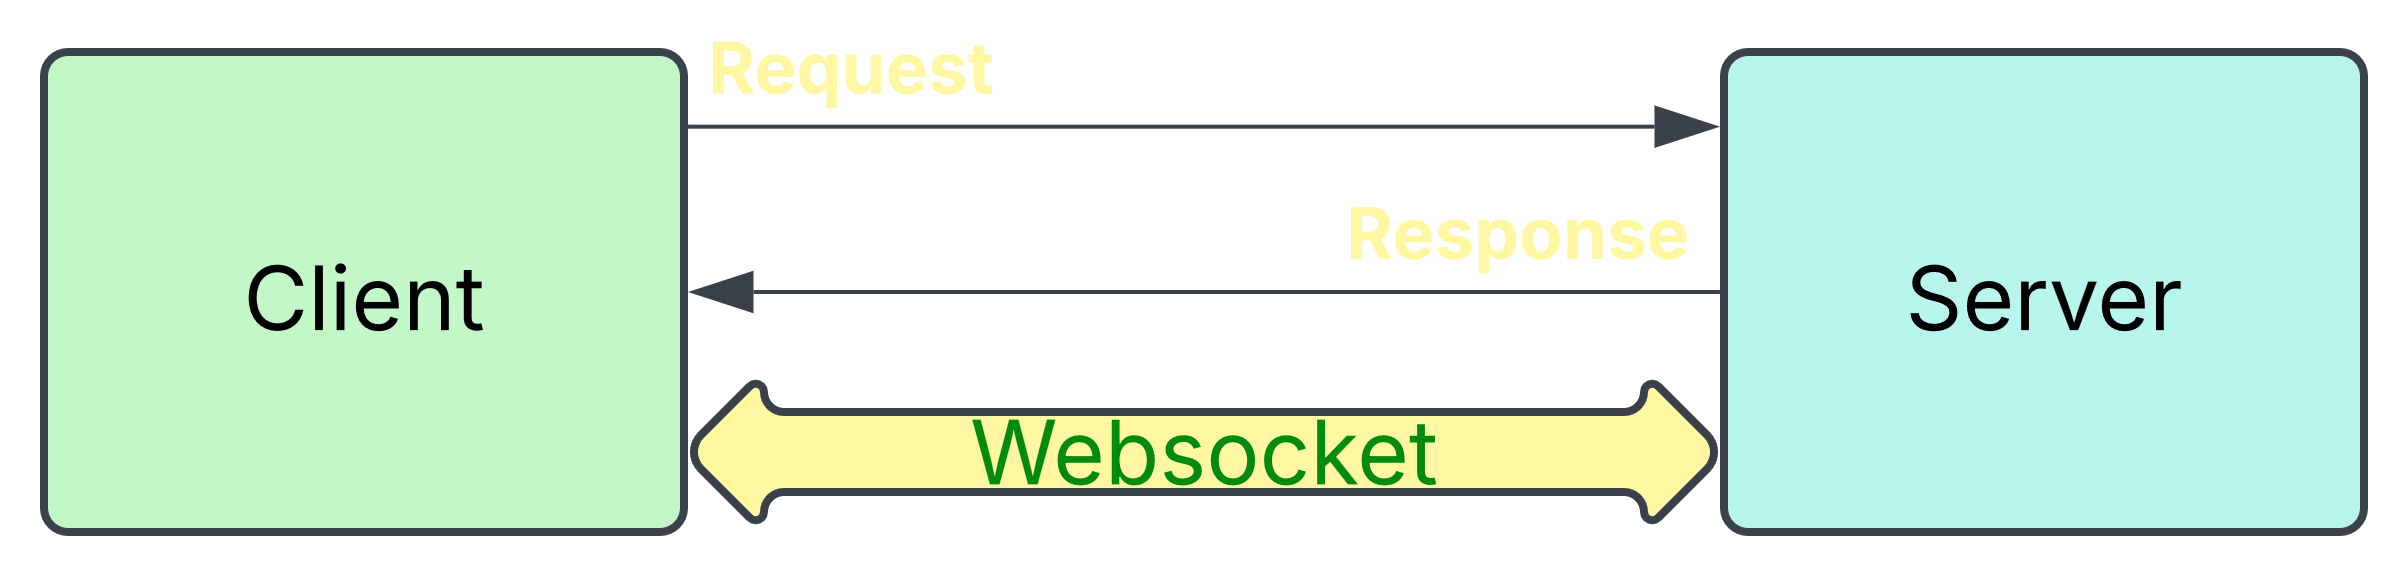 Request
Response
Client
Server
Websocket